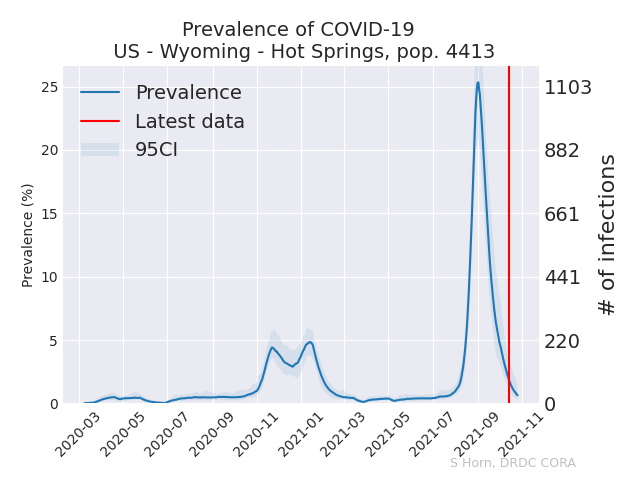 Prevalence of COVID-19
US - Wyoming - Hot Springs, pop. 4413
Prevalence
Latest data
95CI
Prevalence (%)
25
20
15
10
5
0
1103
882
661
441
220
0
# of infections
2020-03
2020-05
2020-07
2020-09
2020-11
2021-01
2021-03
2021-05
2021-07
2021-09
2021-11
S Horn, DRDC CORA